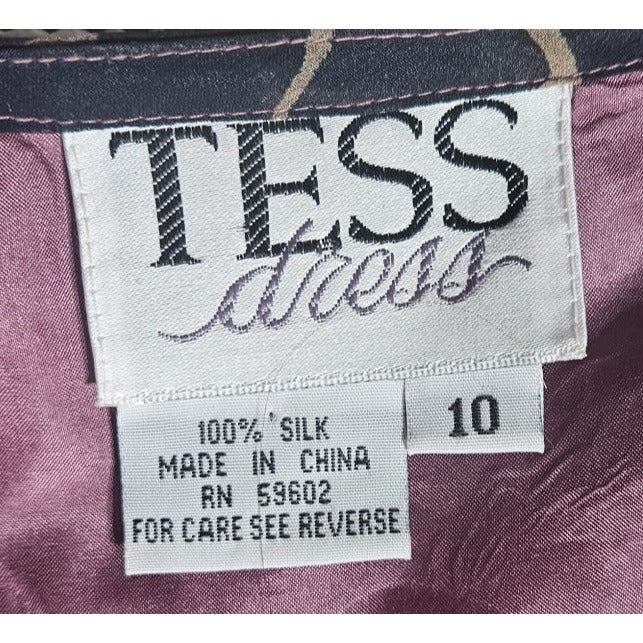 TESS
dress
10
100% SILK
MADE IN CHINA
RN 59602
FOR CARE SEE REVERSE